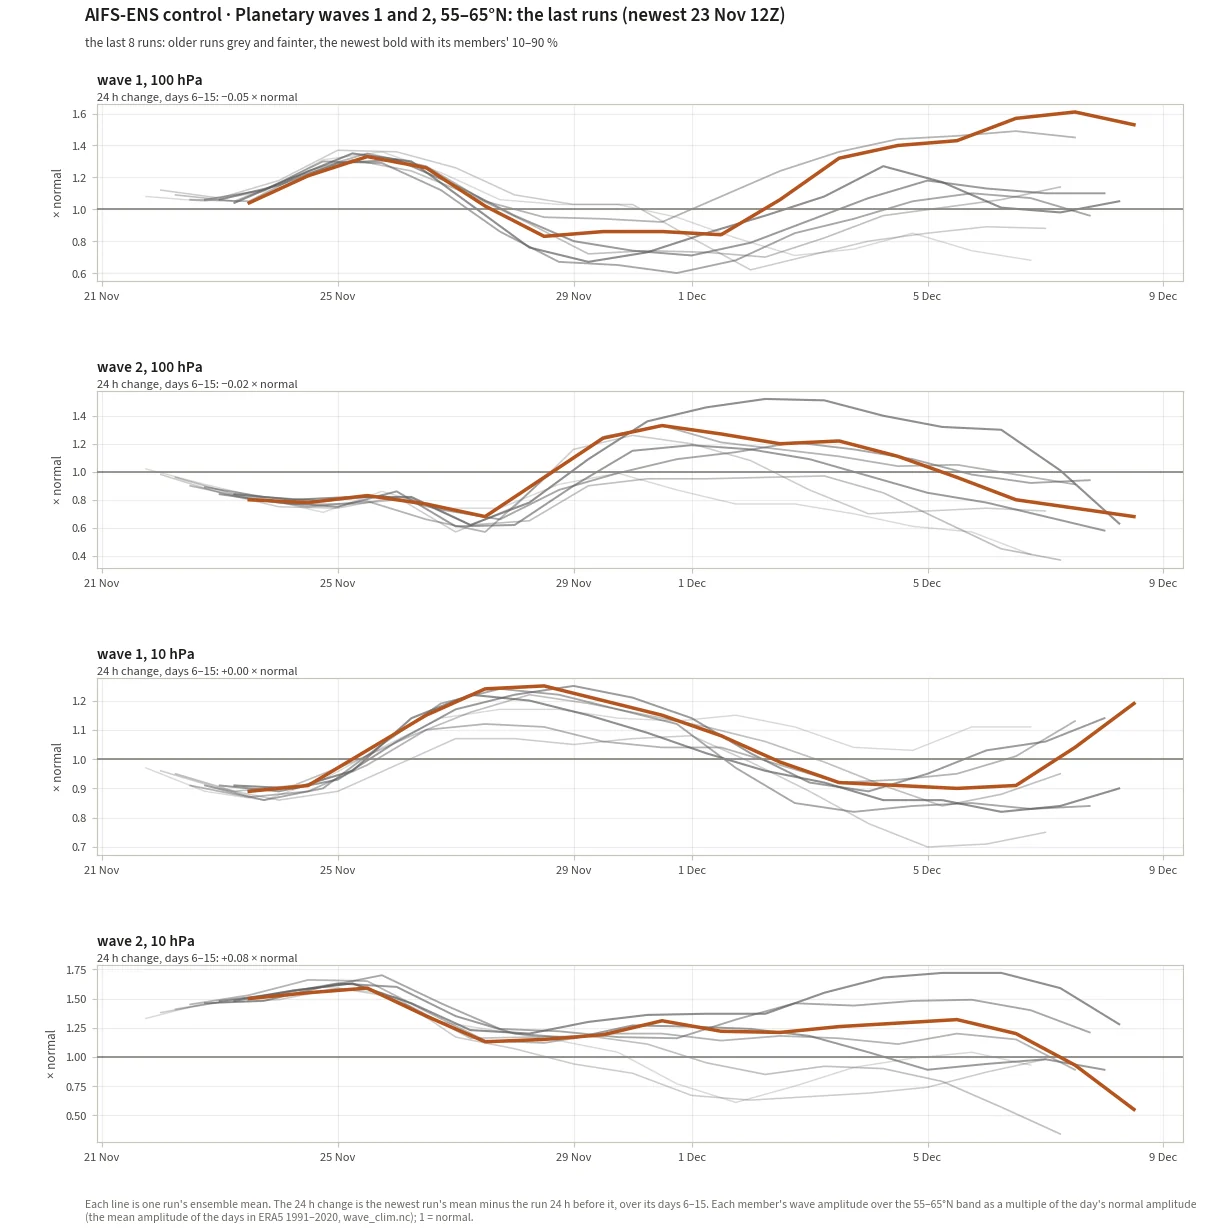 AIFS-ENS control · Planetary waves 1 and 2, 55–65°N: the last runs (newest 23 Nov 12Z)
the last 8 runs: older runs grey and fainter, the newest bold with its members' 10–90 %
wave 1, 100 hPa
24 h change, days 6–15: −0.05 × normal
1.6
1.4
1.2
1.0
0.8
0.6
× normal
21 Nov 25 Nov 29 Nov 1 Dec 5 Dec 9 Dec
wave 2, 100 hPa
24 h change, days 6–15: −0.02 × normal
1.4
1.2
1.0
0.8
0.6
0.4
× normal
21 Nov 25 Nov 29 Nov 1 Dec 5 Dec 9 Dec
wave 1, 10 hPa
24 h change, days 6–15: +0.00 × normal
1.2
1.1
1.0
0.9
0.8
0.7
× normal
21 Nov 25 Nov 29 Nov 1 Dec 5 Dec 9 Dec
wave 2, 10 hPa
24 h change, days 6–15: +0.08 × normal
1.75
1.50
1.25
1.00
0.75
0.50
× normal
21 Nov 25 Nov 29 Nov 1 Dec 5 Dec 9 Dec
Each line is one run's ensemble mean. The 24 h change is the newest run's mean minus the run 24 h before it, over its days 6–15. Each member's wave amplitude over the 55–65°N band as a multiple of the day's normal amplitude
(the mean amplitude of the days in ERA5 1991–2020, wave_clim.nc); 1 = normal.